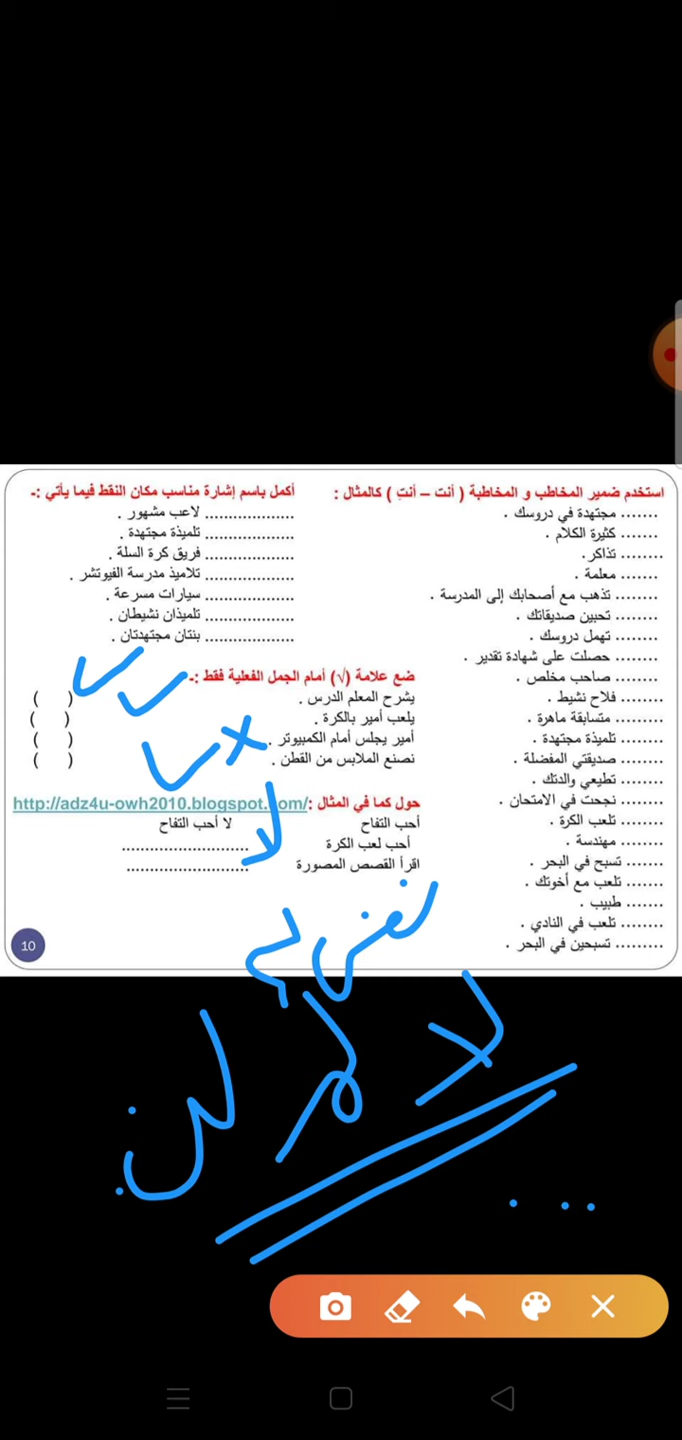 استخدم ضمير المخاطب و المخاطبة ( أنت – أنتِ ) كالمثال :
....... مجتهدة في دروسك .
....... كثيرة الكلام .
......... تذاكر.
....... معلمة .
......... تذهب مع أصحابك إلى المدرسة .
........ تحبين صديقاتك .
........ تهمل دروسك .
......... حصلت على شهادة تقدير .
........ صاحب مخلص .
........ فلاح نشيط .
........ متسابقة ماهرة .
........ تلميذة مجتهدة .
........ صديقتي المفضلة .
....... تطيعي والدتك .
....... نجحت في الامتحان .
........ تلعب الكرة .
........ مهندسة .
........ تسبح في البحر .
....... تلعب مع أخوتك .
....... طبيب .
......... تلعب في النادي .
.......... تسبحين في البحر .
أكمل باسم إشارة مناسب مكان النقط فيما يأتي :-
..................... لاعب مشهور .
..................... تلميذة مجتهدة .
..................... فريق كرة السلة .
..................... تلاميذ مدرسة الفيوتشر .
..................... سيارات مسرعة .
..................... تلميذان نشيطان .
..................... بنتان مجتهدتان .
ضع علامة (√) أمام الجمل الفعلية فقط :-
يشرح المعلم الدرس . ( )
يلعب أمير بالكرة . ( )
أمير يجلس أمام الكمبيوتر . ( )
نصنع الملابس من القطن . ( )
حول كما في المثال :http://adz4u-owh2010.blogspot.com/
أحب التفاح لا أحب التفاح
أحب لعب الكرة ..............................
اقرأ القصص المصورة .............................
10
نفي
لا لم لن
...